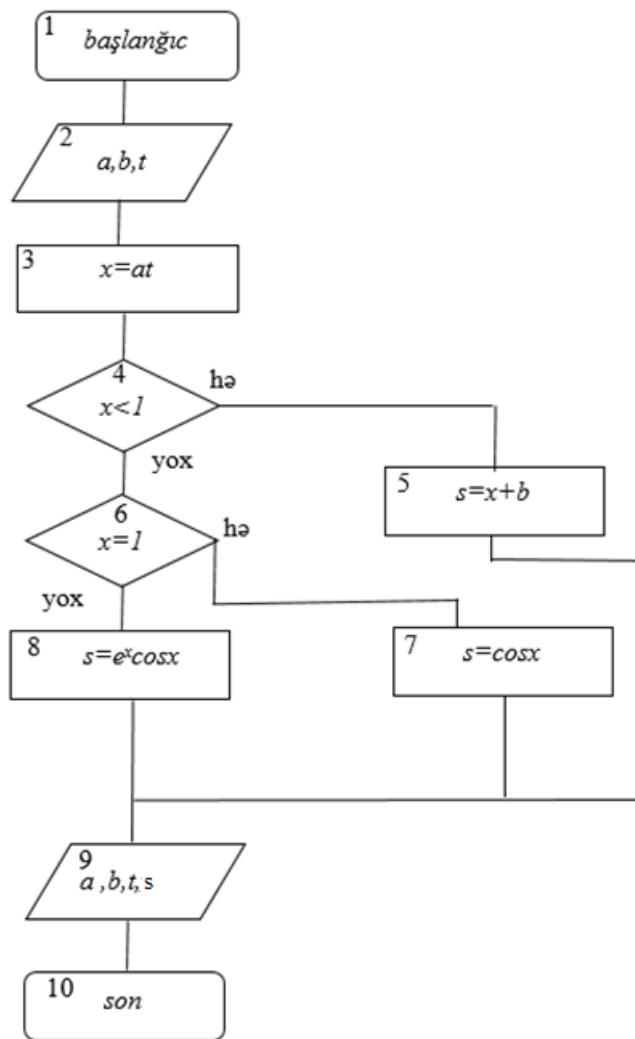 1
başlanğıc
2
a,b,t
3
x=at
4
hə
x<1
yox
5
s=x+b
6
x=1
hə
yox
8
s=eˣcosx
7
s=cosx
9
a ,b,t,s
10
son